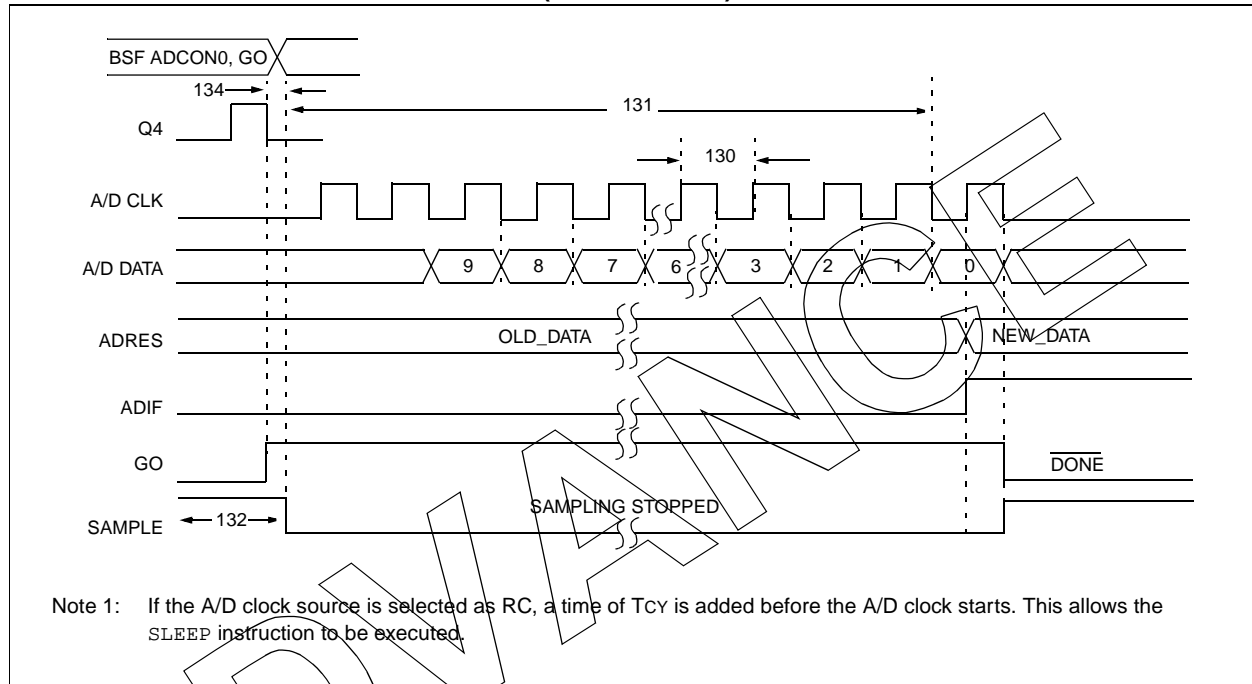 BSF ADCON0, GO
134
131
Q4
130
A/D CLK
A/D DATA
9 8 7 6 3 2 1 0
ADRES
OLD_DATA
NEW_DATA
ADIF
GO
DONE
SAMPLING STOPPED
SAMPLE
132
Note 1: If the A/D clock source is selected as RC, a time of TCY is added before the A/D clock starts. This allows the
SLEEP instruction to be executed.